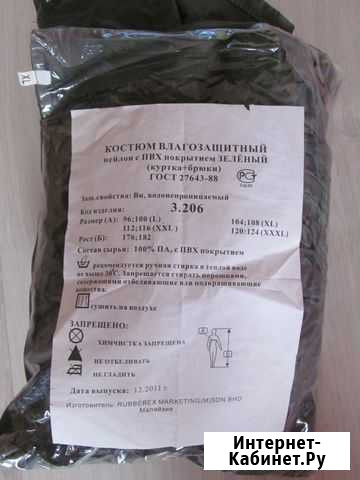 XL
КОСТЮМ ВЛАГОЗАЩИТНЫЙ
нейлон с ПВХ покрытием ЗЕЛЁНЫЙ
(куртка+брюки)
ГОСТ 27643-88
Защ.свойства: Вн, водонепроницаемый
Код изделия: 3.206
Размер (А): 96;100 (L) 104;108 (XL)
112;116 (XXL) 120;124 (XXXL)
Рост (Б): 176;182
Состав сырья: 100% ПА, с ПВХ покрытием
рекомендуется ручная стирка в теплой воде
не выше 30°С. Запрещается стирать порошками,
содержащими отбеливающие или подкрашивающие
вещества.
сушить на воздухе
ЗАПРЕЩЕНО:
ХИМЧИСТКА ЗАПРЕЩЕНА
НЕ ОТБЕЛИВАТЬ
НЕ ГЛАДИТЬ
Дата выпуска: 12.2011 г.
Изготовитель: RUBBEREX MARKETING(M)SDN BHD
Малайзия
Интернет-
Кабинет.Ру